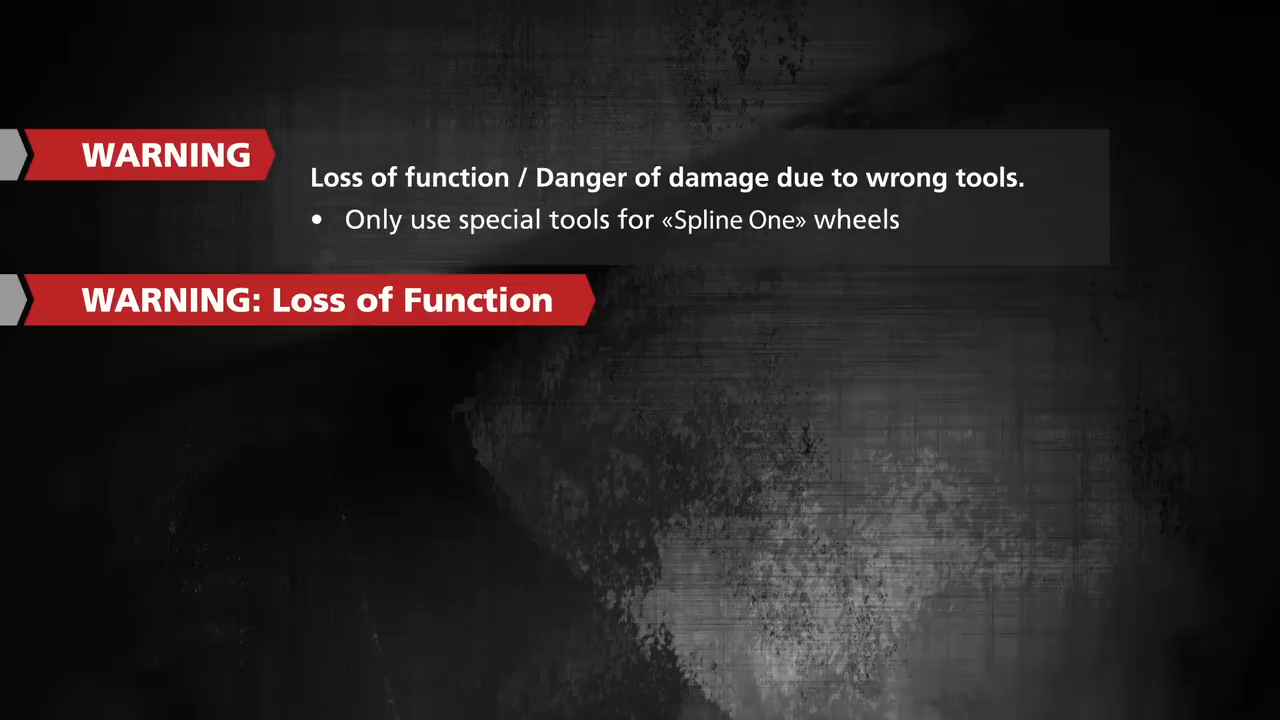 WARNING
Loss of function / Danger of damage due to wrong tools.
• Only use special tools for «Spline One» wheels
WARNING: Loss of Function